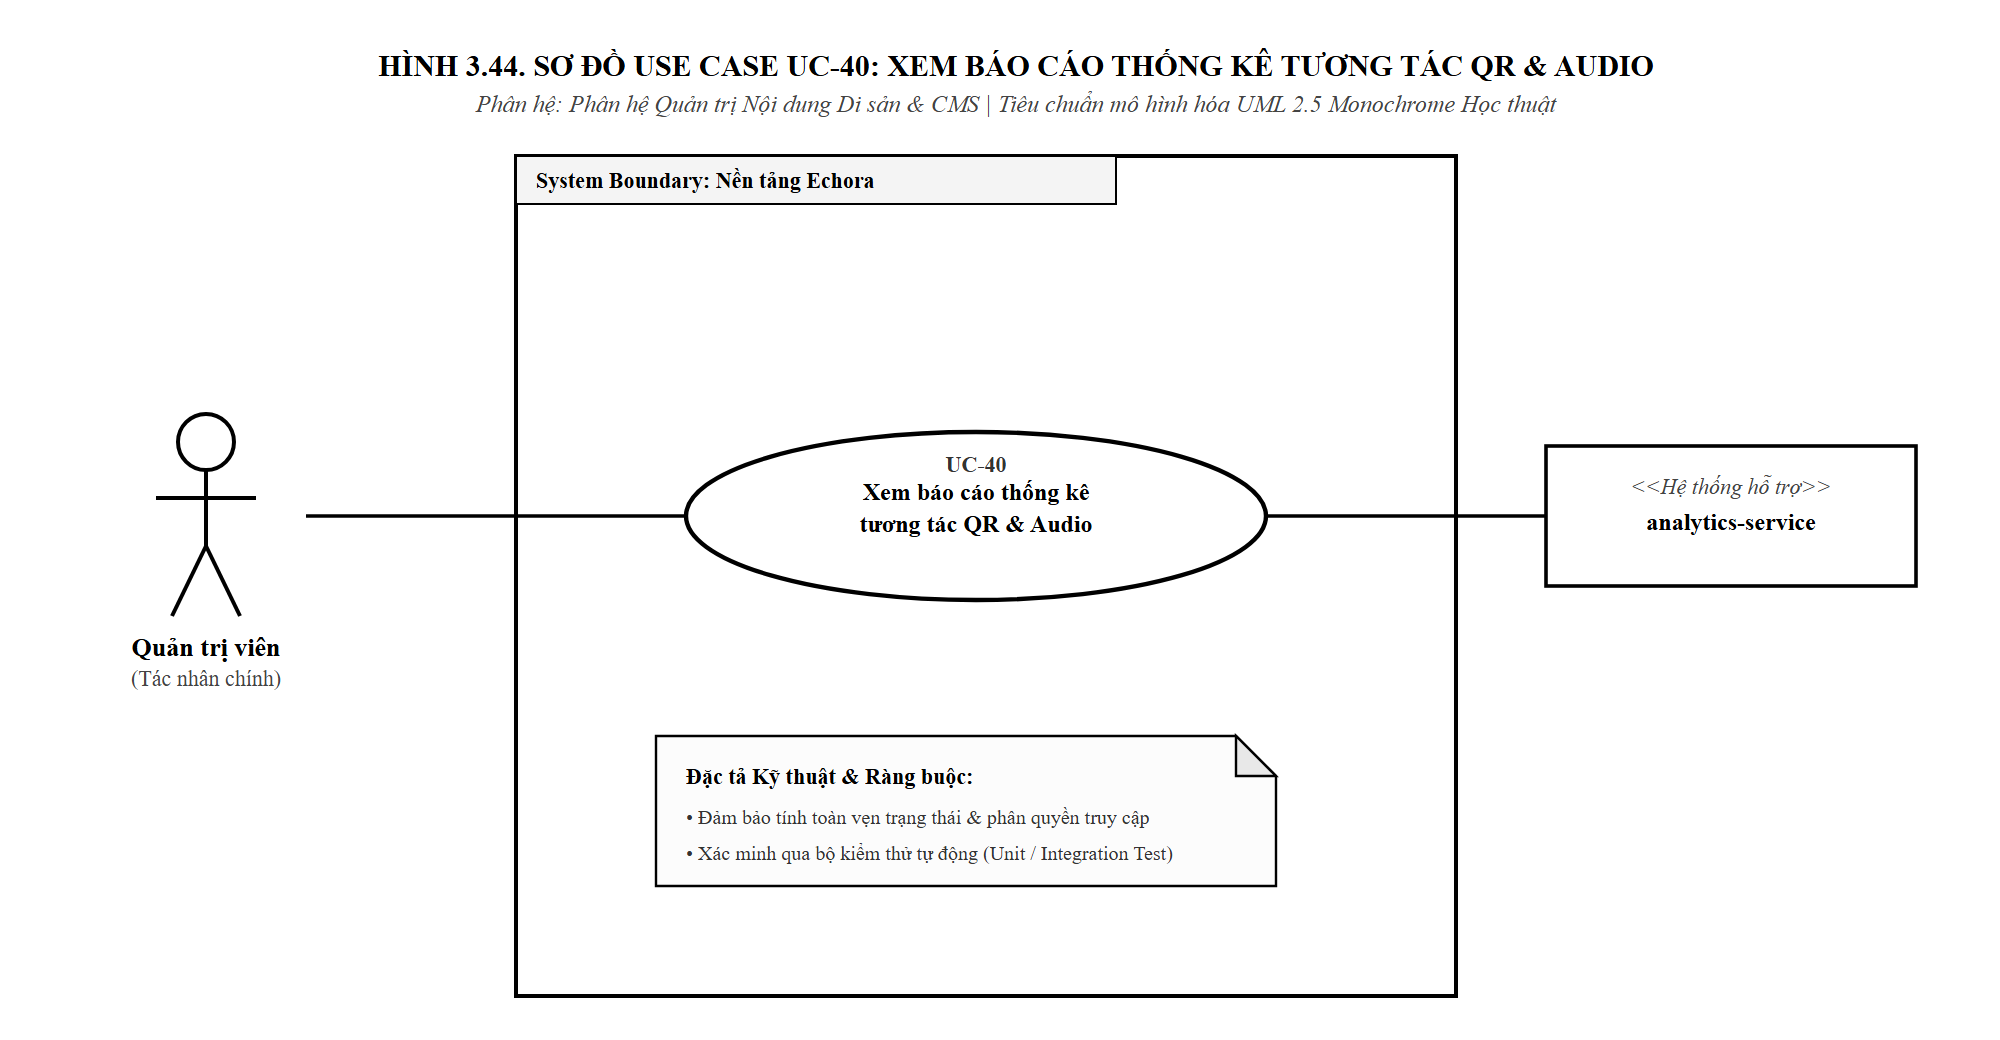 HÌNH 3.44. SƠ ĐỒ USE CASE UC-40: XEM BÁO CÁO THỐNG KÊ TƯƠNG TÁC QR & AUDIO
Phân hệ: Phân hệ Quản trị Nội dung Di sản & CMS | Tiêu chuẩn mô hình hóa UML 2.5 Monochrome Học thuật
System Boundary: Nền tảng Echora
UC-40
Xem báo cáo thống kê
tương tác QR & Audio
<<Hệ thống hỗ trợ>>
analytics-service
Quản trị viên
(Tác nhân chính)
Đặc tả Kỹ thuật & Ràng buộc:
• Đảm bảo tính toàn vẹn trạng thái & phân quyền truy cập
• Xác minh qua bộ kiểm thử tự động (Unit / Integration Test)